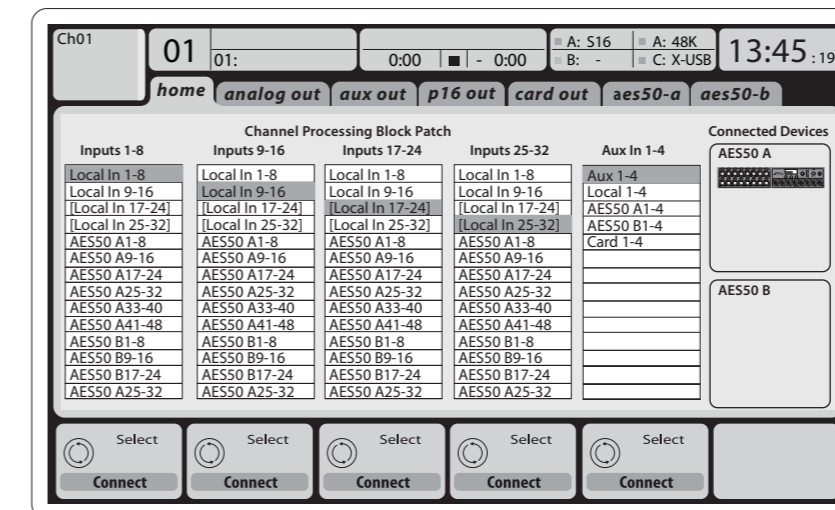 Ch01
01 01: 0:00 - 0:00 A: S16 A: 48K 13:45 : 19
B: - C: X-USB
home analog out aux out p16 out card out aes50-a aes50-b
Channel Processing Block Patch Connected Devices
Inputs 1-8 Inputs 9-16 Inputs 17-24 Inputs 25-32 Aux In 1-4 AES50 A
Local In 1-8 Local In 1-8 Local In 1-8 Local In 1-8 Aux 1-4
Local In 9-16 Local In 9-16 Local In 9-16 Local In 9-16 Local 1-4
[Local In 17-24] [Local In 17-24] [Local In 17-24] [Local In 17-24] AES50 A1-4
[Local In 25-32] [Local In 25-32] [Local In 25-32] [Local In 25-32] AES50 B1-4
AES50 A1-8 AES50 A1-8 AES50 A1-8 AES50 A1-8 Card 1-4
AES50 A9-16 AES50 A9-16 AES50 A9-16 AES50 A9-16
AES50 A17-24 AES50 A17-24 AES50 A17-24 AES50 A17-24
AES50 A25-32 AES50 A25-32 AES50 A25-32 AES50 A25-32 AES50 B
AES50 A33-40 AES50 A33-40 AES50 A33-40 AES50 A33-40
AES50 A41-48 AES50 A41-48 AES50 A41-48 AES50 A41-48
AES50 B1-8 AES50 B1-8 AES50 B1-8 AES50 B1-8
AES50 B9-16 AES50 B9-16 AES50 B9-16 AES50 B9-16
AES50 B17-24 AES50 B17-24 AES50 B17-24 AES50 B17-24
AES50 A25-32 AES50 A25-32 AES50 A25-32 AES50 A25-32
Select Select Select Select Select
Connect Connect Connect Connect Connect